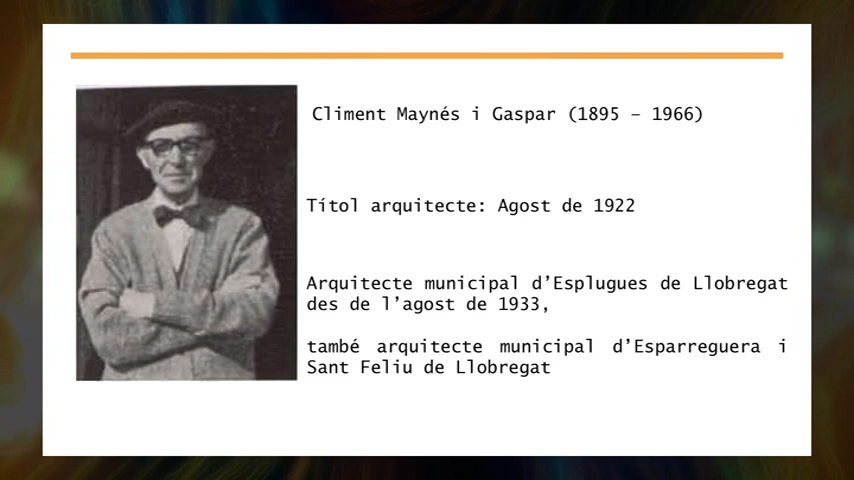 Climent Maynés i Gaspar (1895 – 1966)
Títol arquitecte: Agost de 1922
Arquitecte municipal d’Esplugues de Llobregat
des de l’agost de 1933,
també arquitecte municipal d’Esparreguera i
Sant Feliu de Llobregat